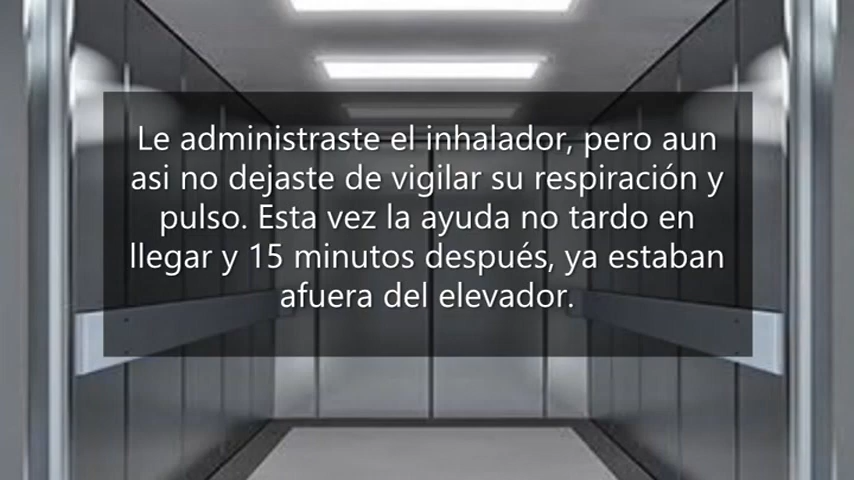 Le administraste el inhalador, pero aun
asi no dejaste de vigilar su respiración y
pulso. Esta vez la ayuda no tardo en
llegar y 15 minutos después, ya estaban
afuera del elevador.